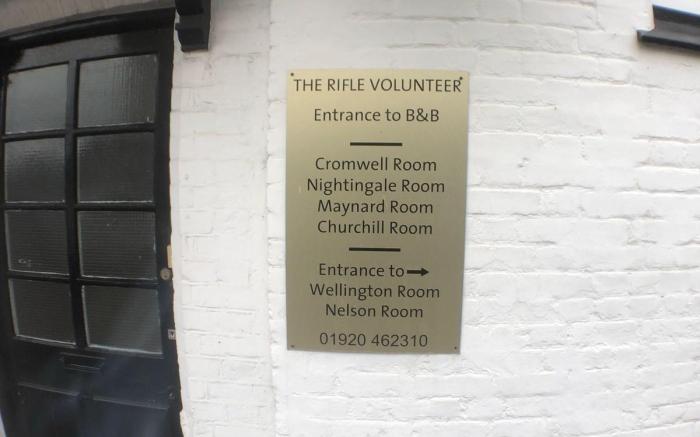 THE RIFLE VOLUNTEER
Entrance to B&B
Cromwell Room
Nightingale Room
Maynard Room
Churchill Room
Entrance to →
Wellington Room
Nelson Room
01920 462310